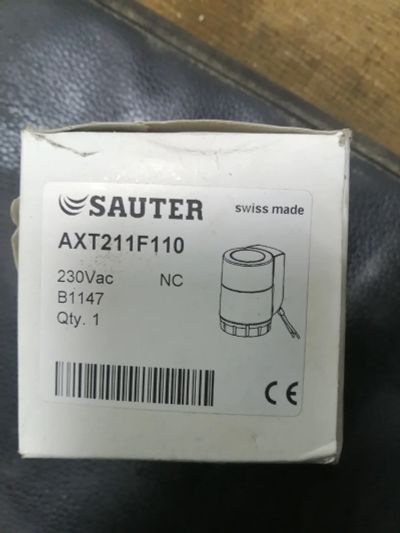 SAUTER swiss made
AXT211F110
230Vac NC
B1147
Qty. 1
CE